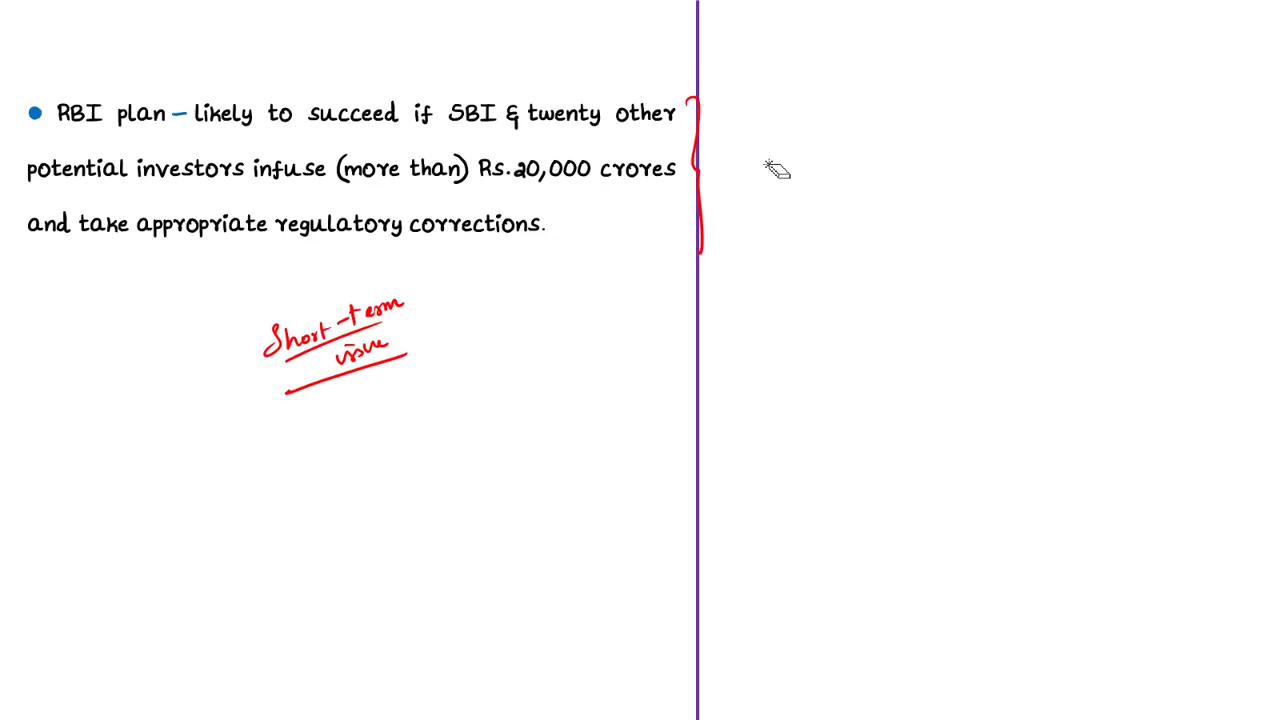 ● RBI plan – likely to succeed if SBI & twenty other
potential investors infuse (more than) Rs.20,000 crores
and take appropriate regulatory corrections.
Short-term
issue